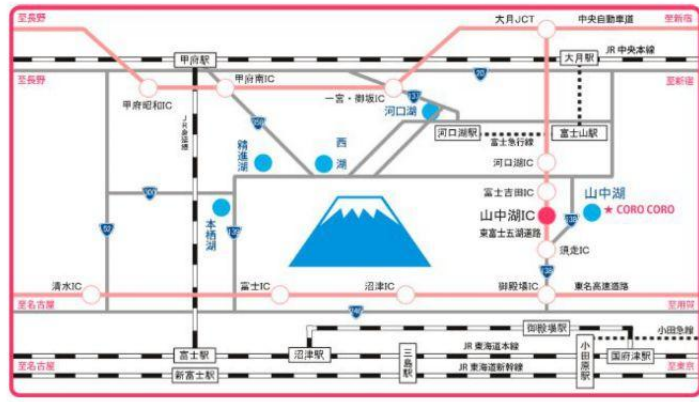 至長野
大月JCT
中央自動車道
至新宿
甲府駅
JR 中央本線
大月駅
至長野
甲府南IC
20
至新宿
甲府昭和IC
一宮・御坂IC
137
河口湖
358
河口湖駅
富士山駅
富士急行線
精進湖
西湖
河口湖IC
300
富士吉田IC
山中湖
52
本栖湖
139
山中湖IC
138
★ CORO CORO
東富士五湖道路
須走IC
138
清水IC
富士IC
沼津IC
御殿場IC
東名高速道路
至名古屋
御殿場駅
小田急線
富士駅
沼津駅
JR 東海道本線
国府津駅
至名古屋
新富士駅
三島駅
JR 東海道新幹線
小田原駅
至東京